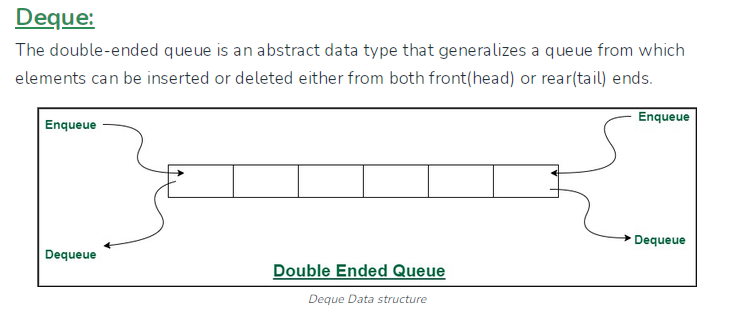 Deque:
The double-ended queue is an abstract data type that generalizes a queue from which
elements can be inserted or deleted either from both front(head) or rear(tail) ends.
Enqueue
Enqueue
Dequeue
Dequeue
Double Ended Queue
Deque Data structure